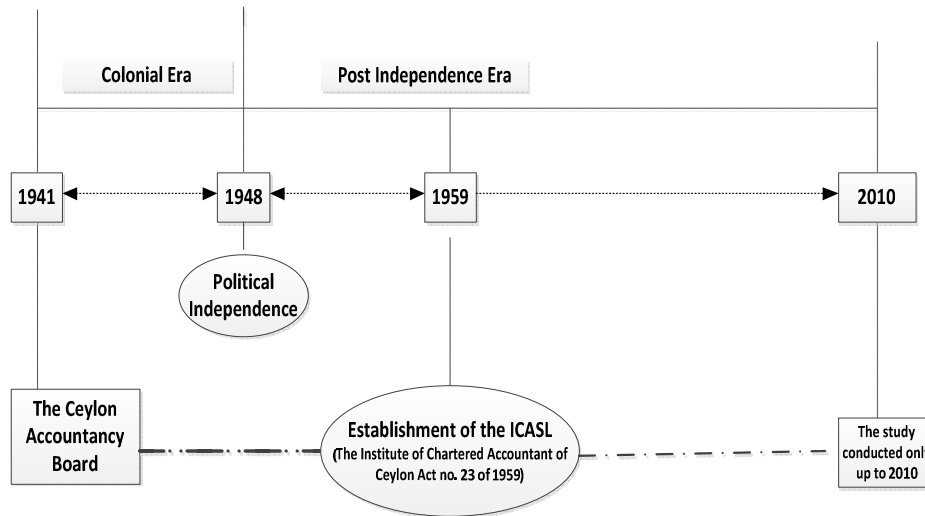 Colonial Era
Post Independence Era
1941
1948
1959
2010
Political
Independence
The Ceylon
Accountancy
Board
Establishment of the ICASL
(The Institute of Chartered Accountant of
Ceylon Act no. 23 of 1959)
The study
conducted only
up to 2010